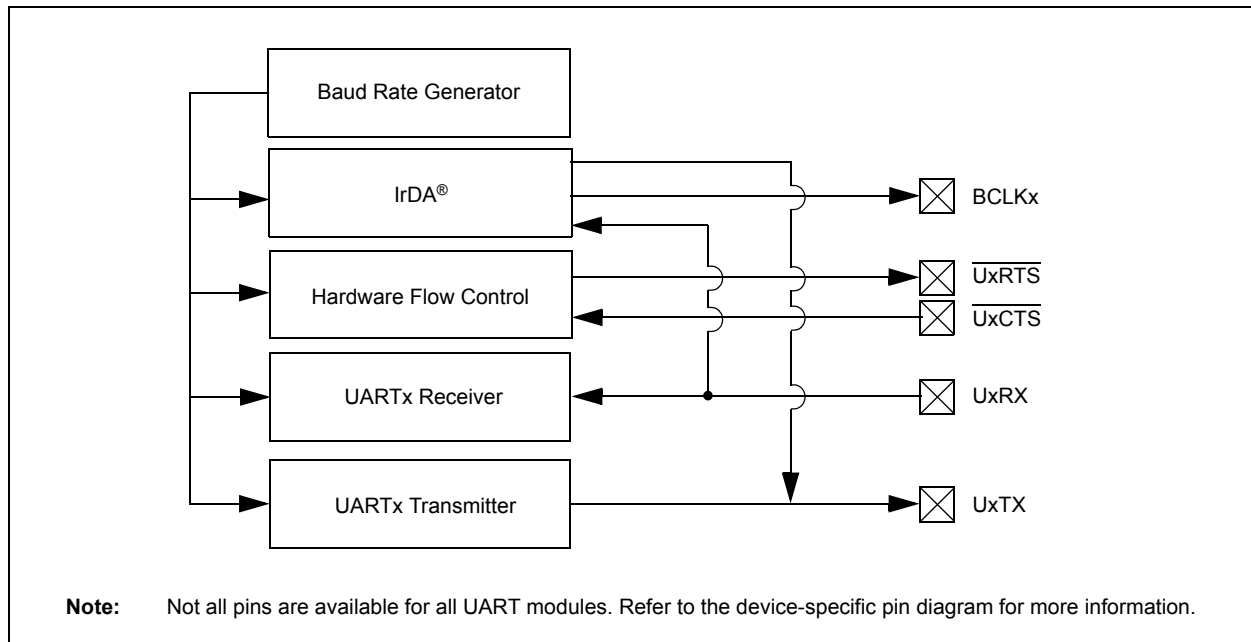 Baud Rate Generator
IrDA®
BCLKx
Hardware Flow Control
UxRTS
UxCTS
UARTx Receiver
UxRX
UARTx Transmitter
UxTX
Note: Not all pins are available for all UART modules. Refer to the device-specific pin diagram for more information.